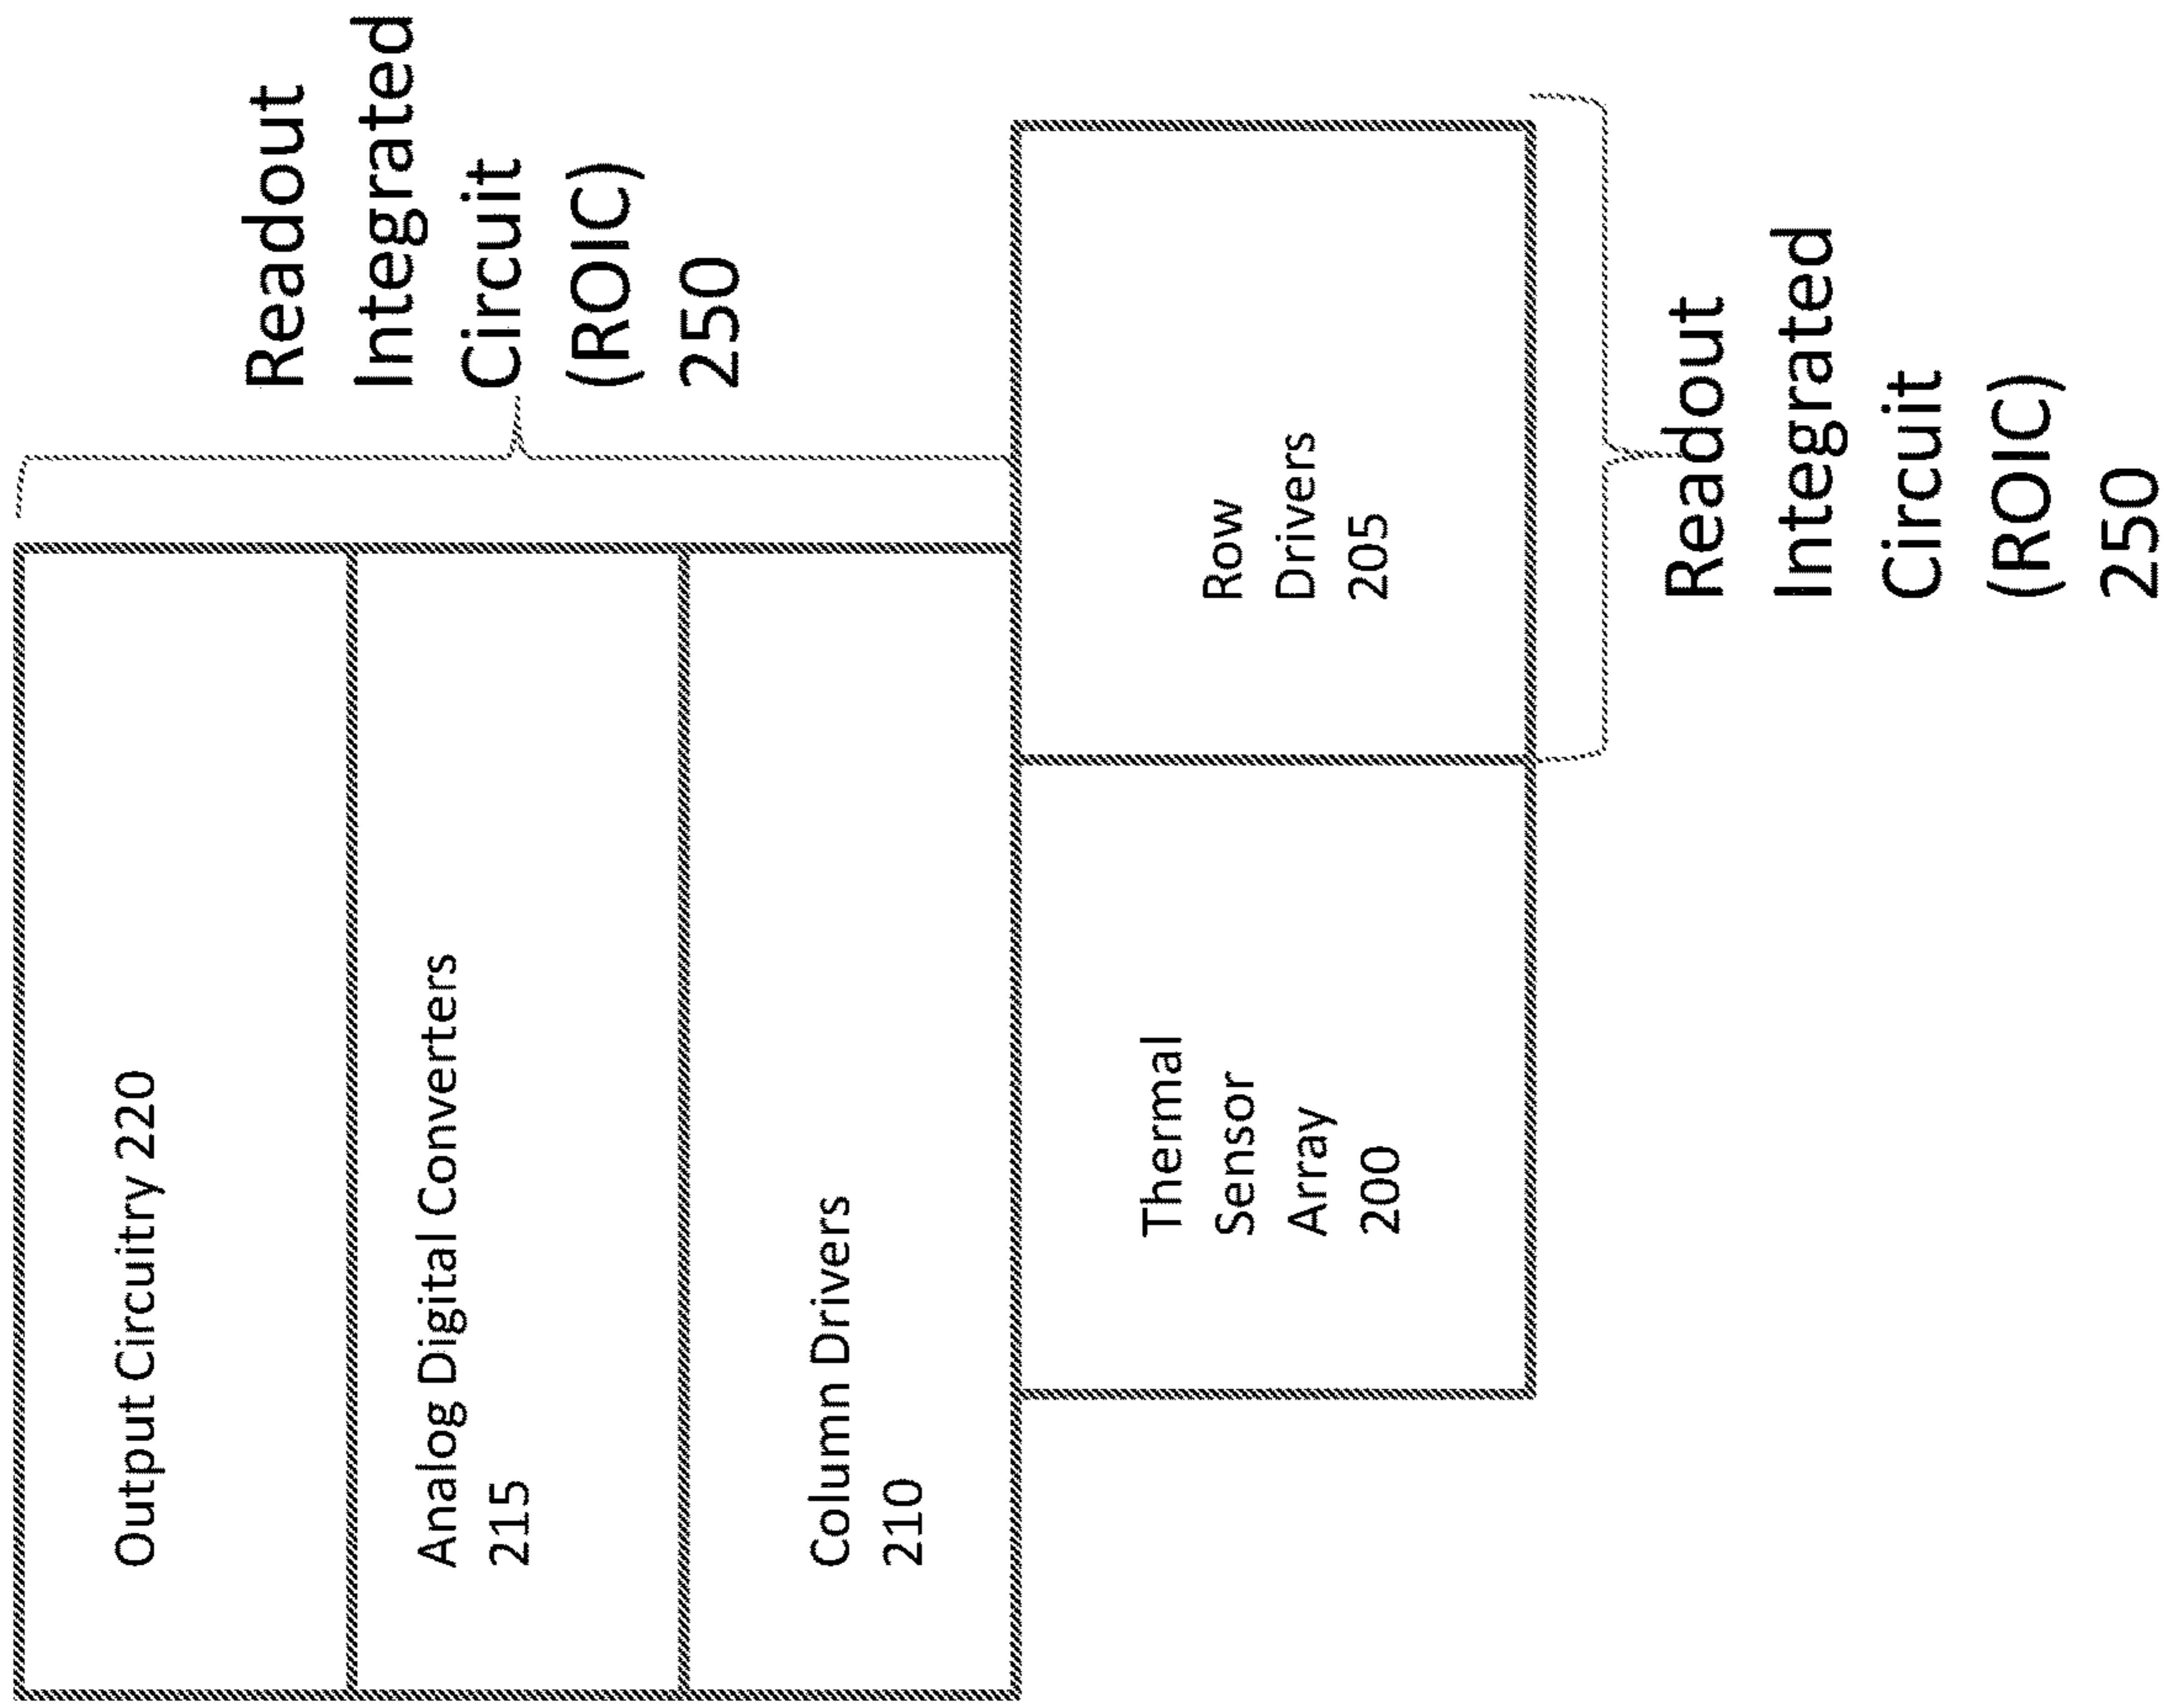 Output Circuitry 220
Analog Digital Converters
215
Column Drivers
210
Readout
Integrated
Circuit
(ROIC)
250
Thermal
Sensor
Array
200
Row
Drivers
205
Readout
Integrated
Circuit
(ROIC)
250